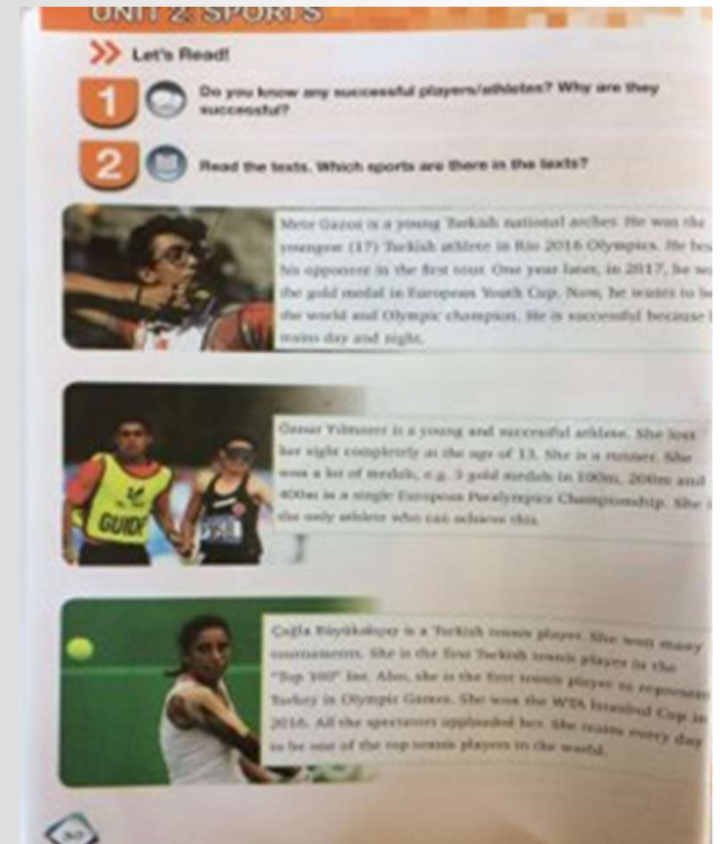 UNIT 2: SPORTS
Let's Read!
1
Do you know any successful players/athletes? Why are they
successful?
2
Read the texts. Which sports are there in the texts?
Mete Gazoz is a young Turkish national archer. He was the
youngest (17) Turkish athlete in Rio 2016 Olympics. He
his opponent in the first tour. One year later, in 2017, he
the gold medal in European Youth Cup. Now, he wants to be
the world and Olympic champion. He is successful because
trains day and night.
Öznur Yılmazer is a young and successful athlete. She lost
her sight completely at the age of 13. She is a runner. She
won a lot of medals, e.g. 3 gold medals in 100m, 200m and
400m in a single European Paralympics Championship. She
the only athlete who can achieve this.
GUIDE
Çağla Büyükakçay is a Turkish tennis player. She won many
tournaments. She is the first Turkish tennis player in the
"Top 100" list. Also, she is the first tennis player to represent
Turkey in Olympic Games. She won the WTA İstanbul Cup in
2016. All the spectators applauded her. She trains every day
to be one of the top tennis players in the world.
30